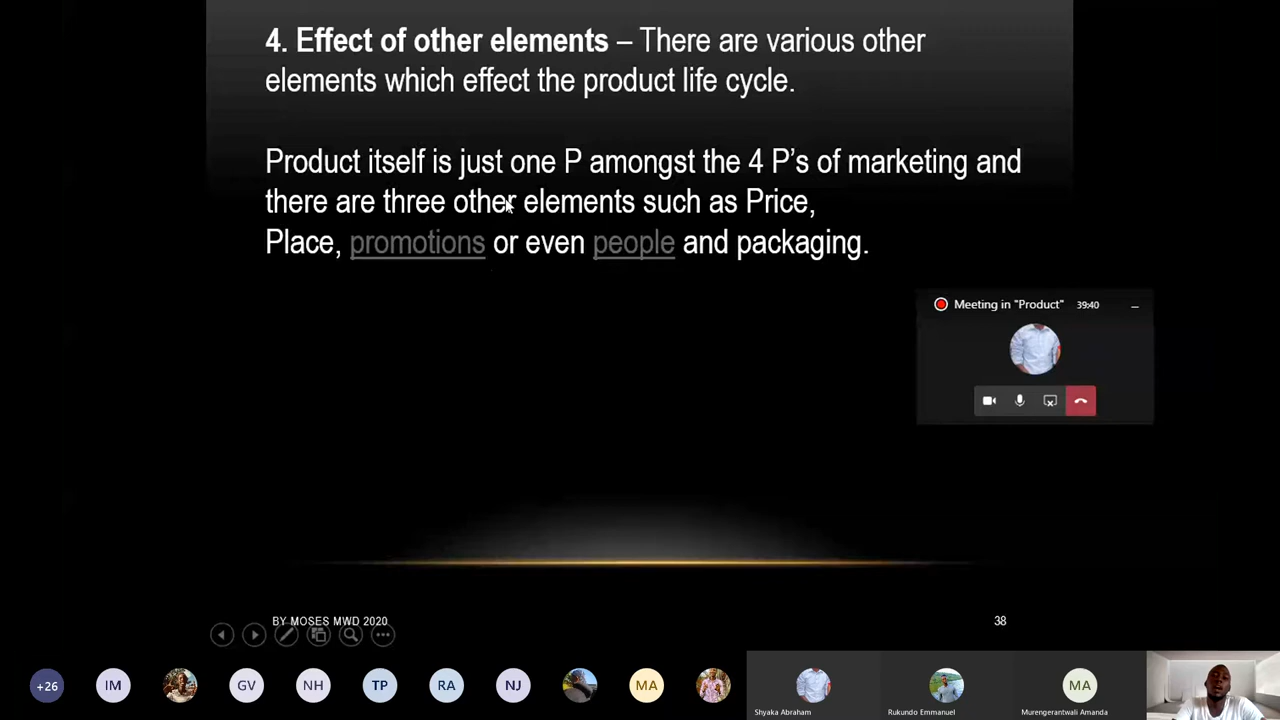 4. Effect of other elements – There are various other
elements which effect the product life cycle.
Product itself is just one P amongst the 4 P's of marketing and
there are three other elements such as Price,
Place, promotions or even people and packaging.
Meeting in "Product" 39:40
BY MOSES MWD 2020
38
+26 IM GV NH TP RA NJ MA MA
Shyaka Abraham Rukundo Emmanuel Murengerantwali Amanda